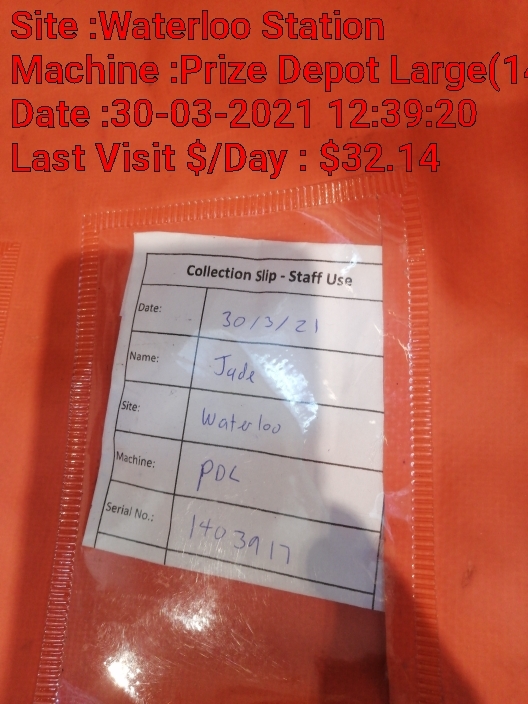 Site :Waterloo Station
Machine :Prize Depot Large(14
Date :30-03-2021 12:39:20
Last Visit $/Day : $32.14
Collection Slip - Staff Use
Date: 30/3/21
Name: Jade
Site: Waterloo
Machine: PDL
Serial No.: 1403917